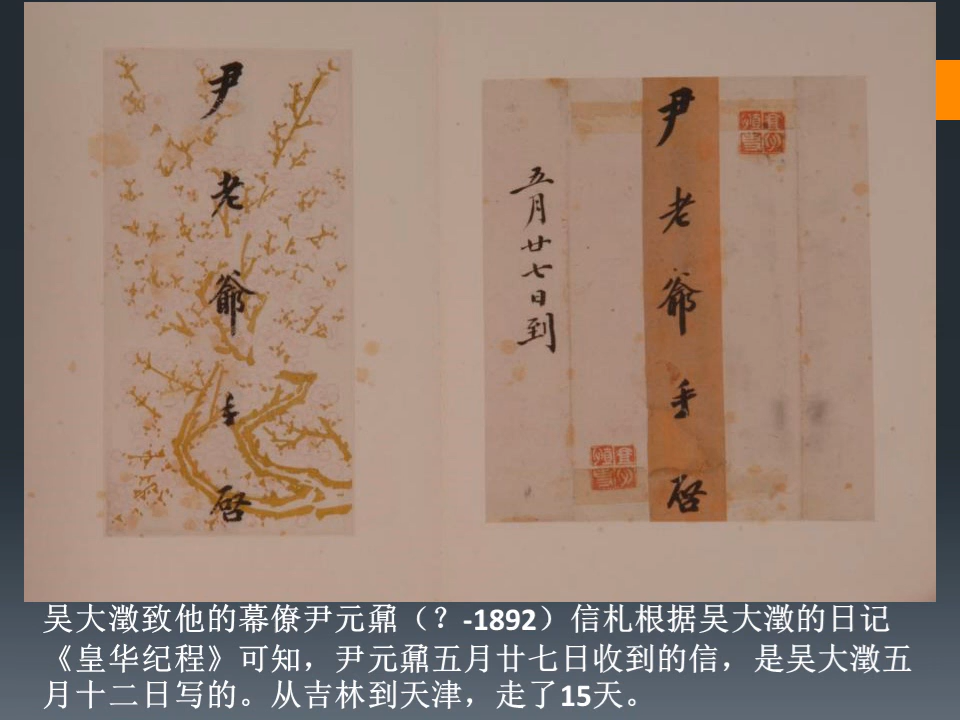 尹老爺手啓
尹老爺手啓
五月廿七日到
吴大澂致他的幕僚尹元鼐（？-1892）信札根据吴大澂的日记
《皇华纪程》可知，尹元鼐五月廿七日收到的信，是吴大澂五
月十二日写的。从吉林到天津，走了15天。